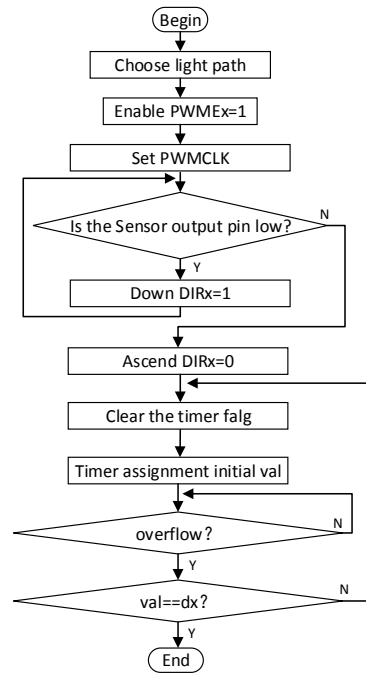 Begin
Choose light path
Enable PWMEx=1
Set PWMCLK
Is the Sensor output pin low?
N
Y
Down DIRx=1
Ascend DIRx=0
Clear the timer falg
Timer assignment initial val
overflow?
N
Y
val==dx?
N
Y
End